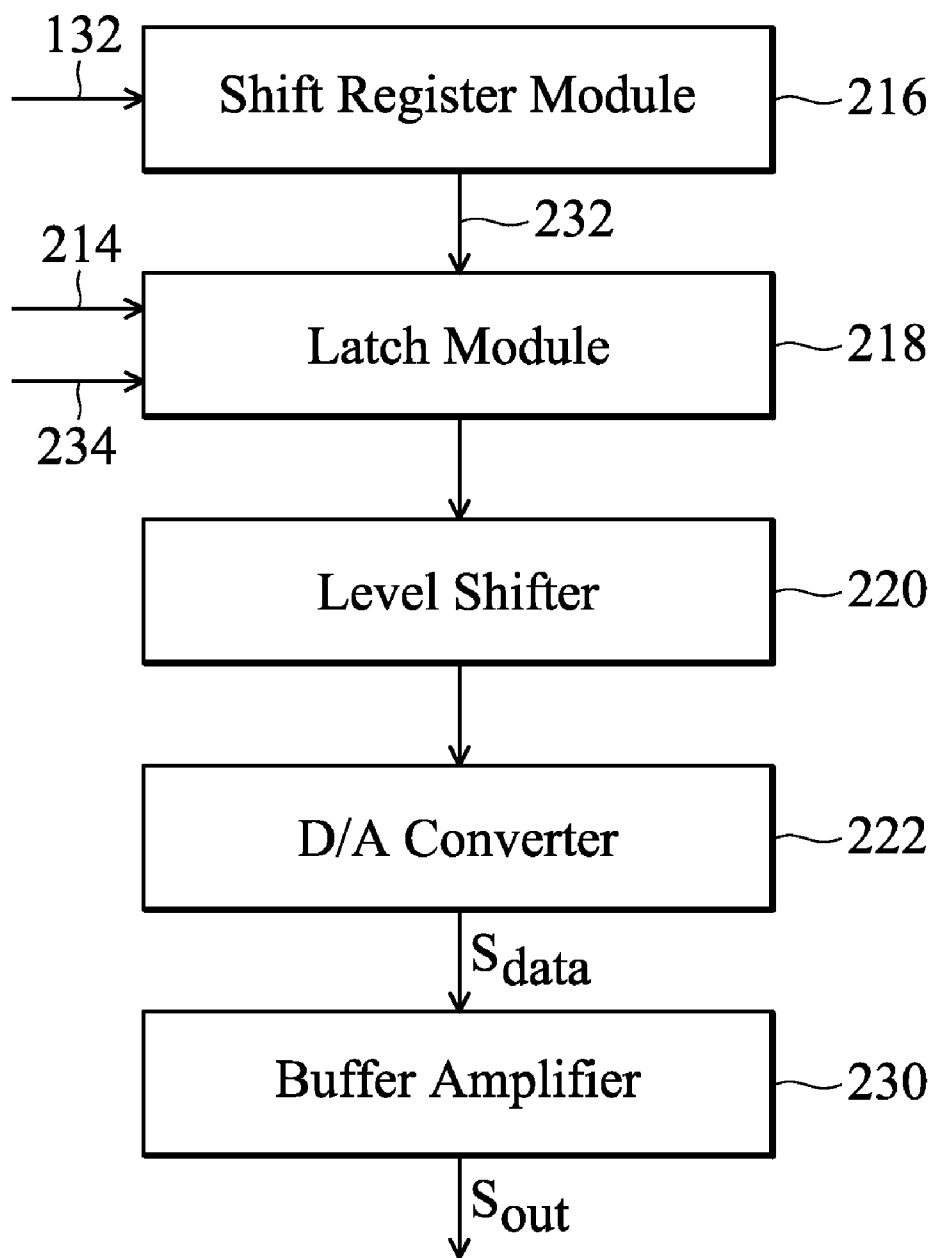 132
Shift Register Module
216
232
214
Latch Module
218
234
Level Shifter
220
D/A Converter
222
Sdata
Buffer Amplifier
230
Sout